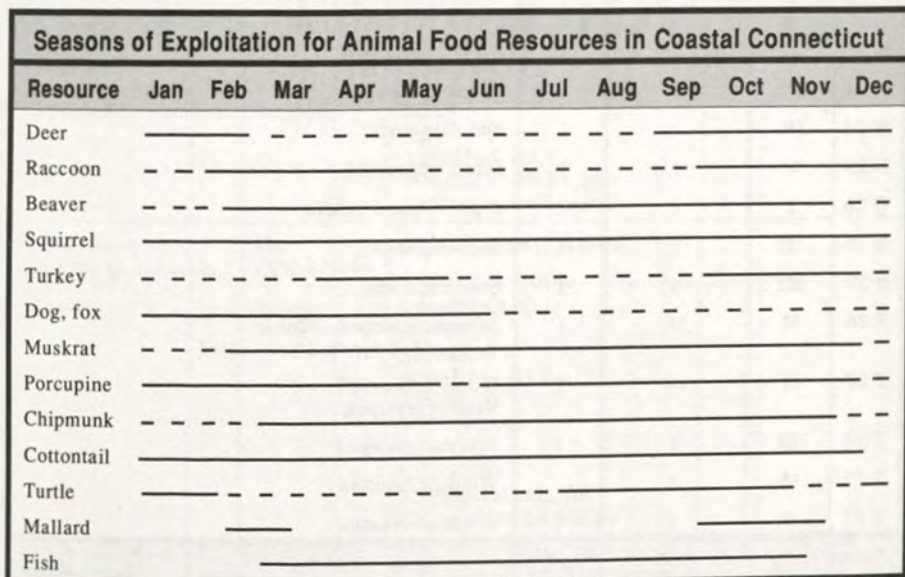 Seasons of Exploitation for Animal Food Resources in Coastal Connecticut
Resource Jan Feb Mar Apr May Jun Jul Aug Sep Oct Nov Dec
Deer
Raccoon
Beaver
Squirrel
Turkey
Dog, fox
Muskrat
Porcupine
Chipmunk
Cottontail
Turtle
Mallard
Fish